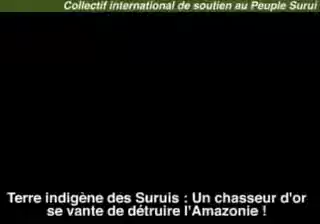 Collectif international de soutien au Peuple Surui
Terre indigène des Suruis : Un chasseur d'or
se vante de détruire l'Amazonie !